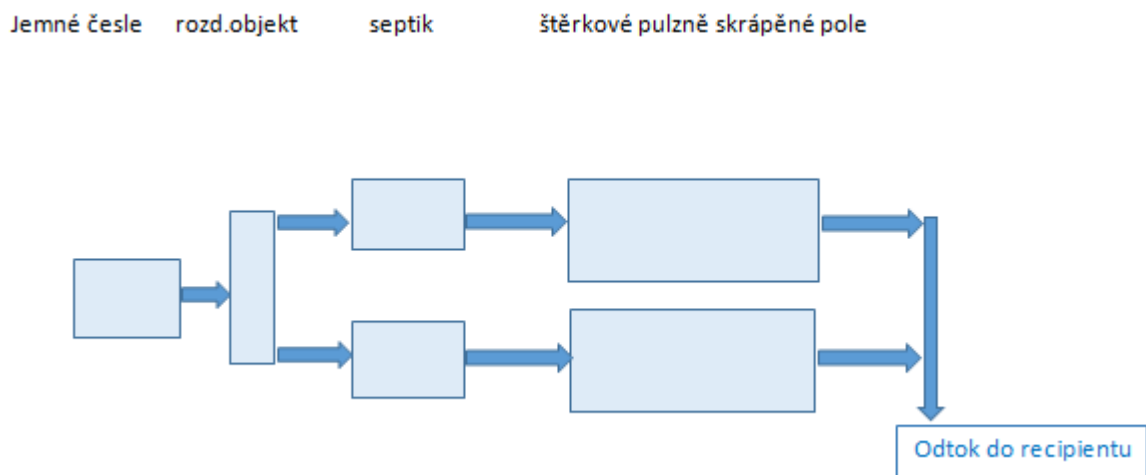 Jemné česle rozd.objekt septik štěrkové pulzně skrápěné pole
Odtok do recipientu